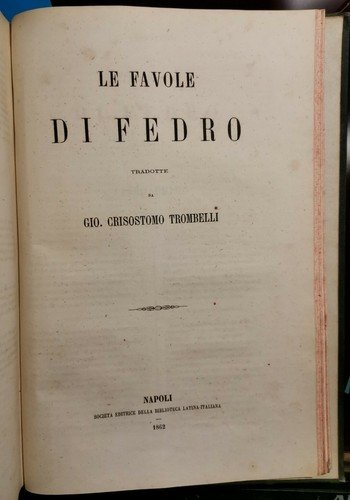 LE FAVOLE
DI FEDRO
TRADOTTE
DA
GIO. CRISOSTOMO TROMBELLI
NAPOLI
SOCIETÀ EDITRICE DELLA BIBLIOTECA LATINA-ITALIANA
1862